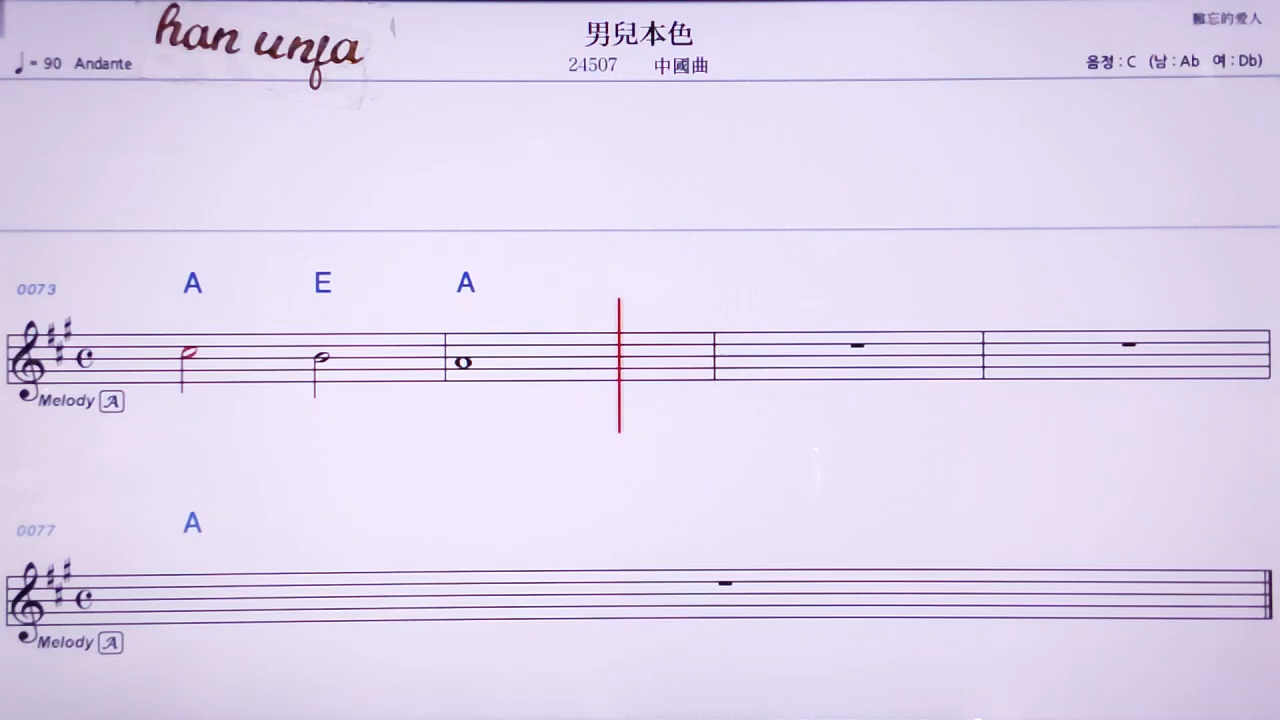 han unfa
男兒本色
難忘的愛人
♩= 90 Andante
24507 中國曲
음정 : C (남 : Ab 여 : Db)
0073
A E A
Melody A
0077
A
Melody A